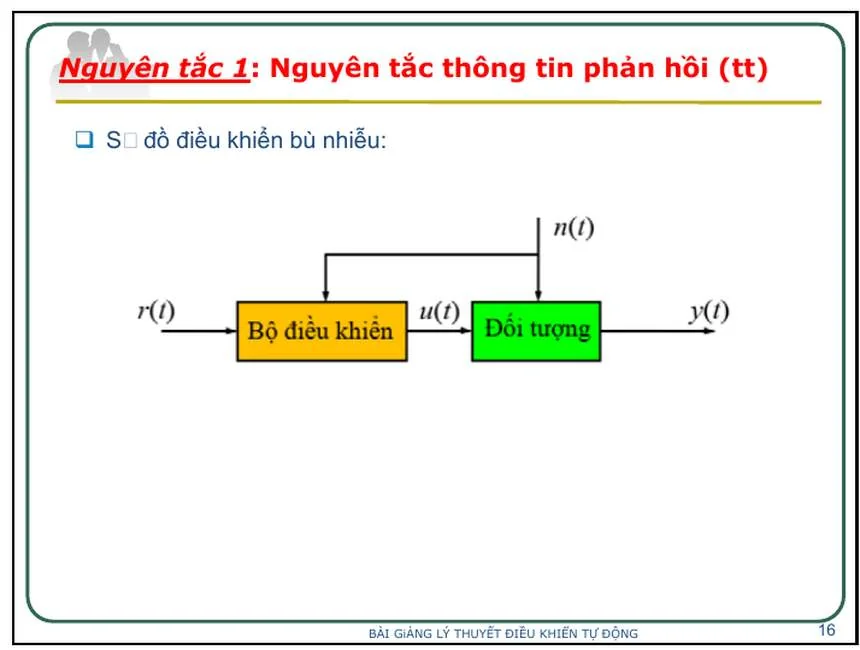 Nguyên tắc 1: Nguyên tắc thông tin phản hồi (tt)
S□ đồ điều khiển bù nhiễu:
n(t)
r(t)
Bộ điều khiển
u(t)
Đối tượng
y(t)
BÀI GiẢNG LÝ THUYẾT ĐIỀU KHIỂN TỰ ĐỘNG
16